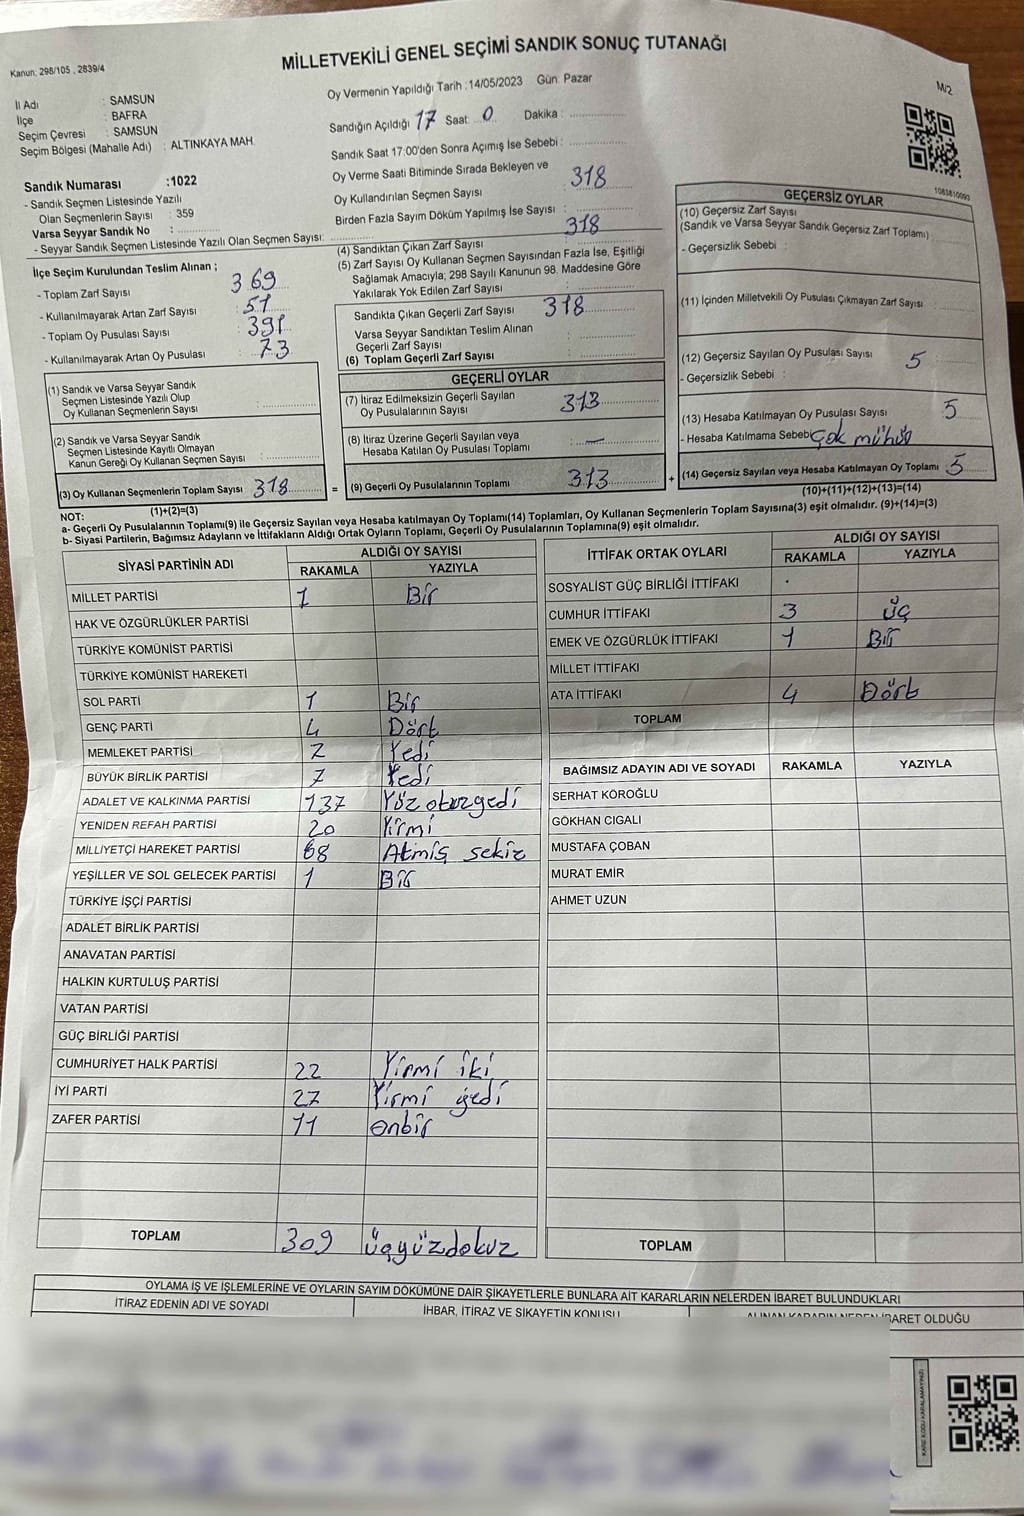 MİLLETVEKİLİ GENEL SEÇİMİ SANDIK SONUÇ TUTANAĞI
Kanun: 298/105 , 2839/4
M/2
İl Adı : SAMSUN
İlçe : BAFRA
Seçim Çevresi : SAMSUN
Seçim Bölgesi (Mahalle Adı) : ALTINKAYA MAH.
Sandık Numarası :1022
- Sandık Seçmen Listesinde Yazılı
Olan Seçmenlerin Sayısı : 359
Varsa Seyyar Sandık No :
- Seyyar Sandık Seçmen Listesinde Yazılı Olan Seçmen Sayısı:
Oy Vermenin Yapıldığı Tarih :14/05/2023 Gün: Pazar
Sandığın Açıldığı 17 Saat 0 Dakika :
Sandık Saat 17:00'den Sonra Açımış İse Sebebi :
Oy Verme Saati Bitiminde Sırada Bekleyen ve
Oy Kullandırılan Seçmen Sayısı 318
Birden Fazla Sayım Döküm Yapılmış İse Sayısı :
İlçe Seçim Kurulundan Teslim Alınan ;
- Toplam Zarf Sayısı : 369
- Kullanılmayarak Artan Zarf Sayısı : 51
- Toplam Oy Pusulası Sayısı : 391
- Kullanılmayarak Artan Oy Pusulası : 73
(4) Sandıktan Çıkan Zarf Sayısı 318
(5) Zarf Sayısı Oy Kullanan Seçmen Sayısından Fazla İse, Eşitliği
Sağlamak Amacıyla; 298 Sayılı Kanunun 98. Maddesine Göre
Yakılarak Yok Edilen Zarf Sayısı :
Sandıkta Çıkan Geçerli Zarf Sayısı : 318
Varsa Seyyar Sandıktan Teslim Alınan
Geçerli Zarf Sayısı :
(6) Toplam Geçerli Zarf Sayısı :
1083810093
GEÇERSİZ OYLAR
(10) Geçersiz Zarf Sayısı
(Sandık ve Varsa Seyyar Sandık Geçersiz Zarf Toplamı) :
- Geçersizlik Sebebi :
(11) İçinden Milletvekili Oy Pusulası Çıkmayan Zarf Sayısı :
(12) Geçersiz Sayılan Oy Pusulası Sayısı : 5
- Geçersizlik Sebebi :
(13) Hesaba Katılmayan Oy Pusulası Sayısı 5
- Hesaba Katılmama Sebebi Çok mühür
(14) Geçersiz Sayılan veya Hesaba Katılmayan Oy Toplamı 5
(10)+(11)+(12)+(13)=(14)
(1) Sandık ve Varsa Seyyar Sandık
Seçmen Listesinde Yazılı Olup
Oy Kullanan Seçmenlerin Sayısı :
(2) Sandık ve Varsa Seyyar Sandık
Seçmen Listesinde Kayıtlı Olmayan
Kanun Gereği Oy Kullanan Seçmen Sayısı :
(3) Oy Kullanan Seçmenlerin Toplam Sayısı 318
(1)+(2)=(3)
GEÇERLİ OYLAR
(7) İtiraz Edilmeksizin Geçerli Sayılan
Oy Pusulalarının Sayısı : 313
(8) İtiraz Üzerine Geçerli Sayılan veya
Hesaba Katılan Oy Pusulası Toplamı : —
= (9) Geçerli Oy Pusulalarının Toplamı : 313 +
NOT:
a- Geçerli Oy Pusulalarının Toplamı(9) ile Geçersiz Sayılan veya Hesaba katılmayan Oy Toplamı(14) Toplamları, Oy Kullanan Seçmenlerin Toplam Sayısına(3) eşit olmalıdır. (9)+(14)=(3)
b- Siyasi Partilerin, Bağımsız Adayların ve İttifakların Aldığı Ortak Oyların Toplamı, Geçerli Oy Pusulalarının Toplamına(9) eşit olmalıdır.
SİYASİ PARTİNİN ADI ALDIĞI OY SAYISI
RAKAMLA YAZIYLA
MİLLET PARTİSİ 1 Bir
HAK VE ÖZGÜRLÜKLER PARTİSİ
TÜRKİYE KOMÜNİST PARTİSİ
TÜRKİYE KOMÜNİST HAREKETİ
SOL PARTİ 1 Bir
GENÇ PARTİ 4 Dört
MEMLEKET PARTİSİ 7 Yedi
BÜYÜK BİRLİK PARTİSİ 7 Yedi
ADALET VE KALKINMA PARTİSİ 137 Yüz otuzyedi
YENİDEN REFAH PARTİSİ 20 Yirmi
MİLLİYETÇİ HAREKET PARTİSİ 68 Atmiş sekiz
YEŞİLLER VE SOL GELECEK PARTİSİ 1 Bir
TÜRKİYE İŞÇİ PARTİSİ
ADALET BİRLİK PARTİSİ
ANAVATAN PARTİSİ
HALKIN KURTULUŞ PARTİSİ
VATAN PARTİSİ
GÜÇ BİRLİĞİ PARTİSİ
CUMHURİYET HALK PARTİSİ 22 Yirmi iki
İYİ PARTİ 27 Yirmi yedi
ZAFER PARTİSİ 11 Onbir
TOPLAM 309 üçyüzdokuz
İTTİFAK ORTAK OYLARI ALDIĞI OY SAYISI
RAKAMLA YAZIYLA
SOSYALİST GÜÇ BİRLİĞİ İTTİFAKI
CUMHUR İTTİFAKI 3 üç
EMEK VE ÖZGÜRLÜK İTTİFAKI 1 Bir
MİLLET İTTİFAKI
ATA İTTİFAKI 4 Dört
TOPLAM
BAĞIMSIZ ADAYIN ADI VE SOYADI RAKAMLA YAZIYLA
SERHAT KÖROĞLU
GÖKHAN CIGALI
MUSTAFA ÇOBAN
MURAT EMİR
AHMET UZUN
TOPLAM
OYLAMA İŞ VE İŞLEMLERİNE VE OYLARIN SAYIM DÖKÜMÜNE DAİR ŞİKAYETLERLE BUNLARA AİT KARARLARIN NELERDEN İBARET BULUNDUKLARI
İTİRAZ EDENİN ADI VE SOYADI İHBAR, İTİRAZ VE ŞİKAYETİN KONUSU ALINAN KARARIN NEDEN İBARET OLDUĞU